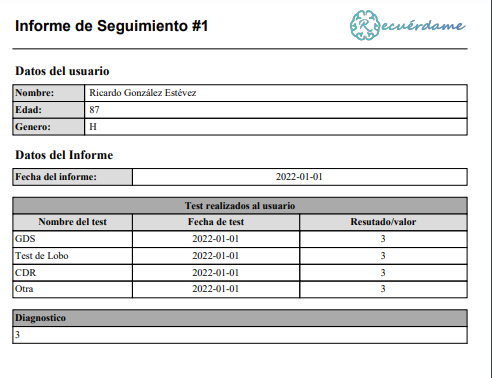 Informe de Seguimiento #1
Recuérdame
Datos del usuario
Nombre: Ricardo González Estévez
Edad: 87
Genero: H
Datos del Informe
Fecha del informe: 2022-01-01
Test realizados al usuario
Nombre del test Fecha de test Resutado/valor
GDS 2022-01-01 3
Test de Lobo 2022-01-01 3
CDR 2022-01-01 3
Otra 2022-01-01 3
Diagnostico
3